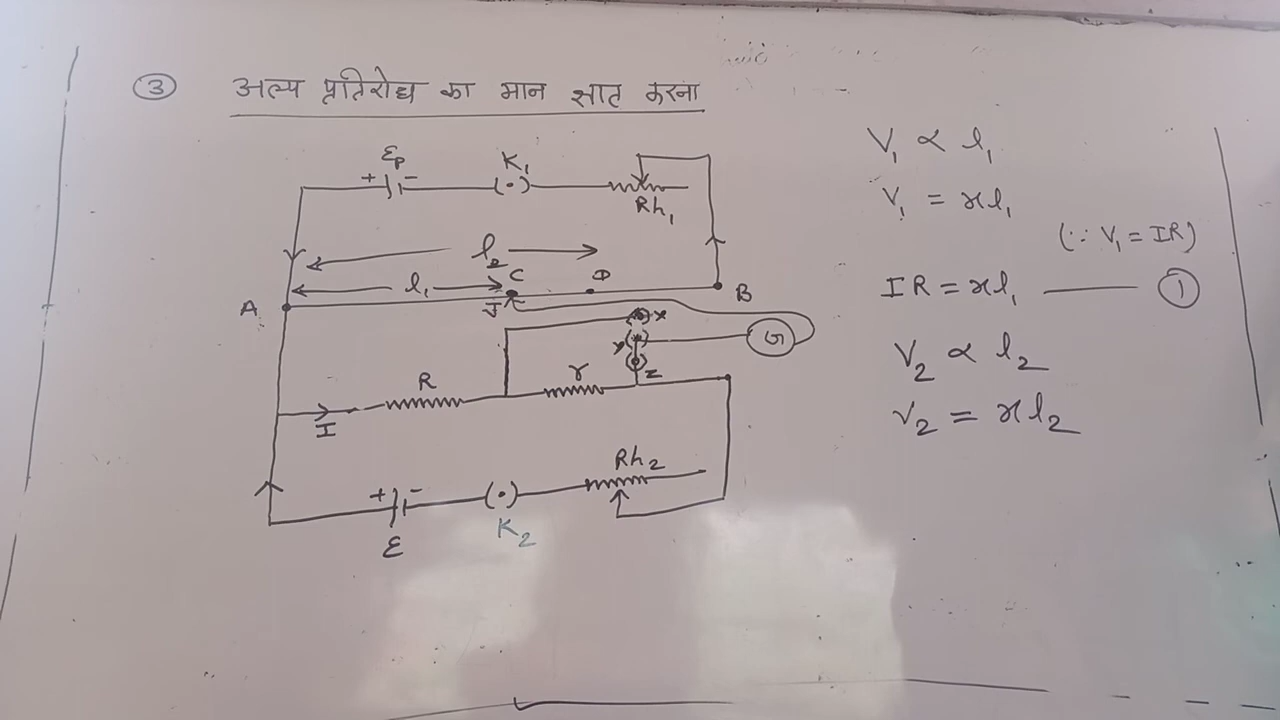 ③ अल्प प्रतिरोध का मान ज्ञात करना
Ɛp
+ -
K₁
Rh₁
l₂
l₁
C
D
A
J
B
x
y
z
G
R
r
I
Rh₂
+ -
Ɛ
K₂
V₁ ∝ l₁
V₁ = xl₁
(∵ V₁ = IR)
IR = xl₁ ——— ①
V₂ ∝ l₂
V₂ = xl₂